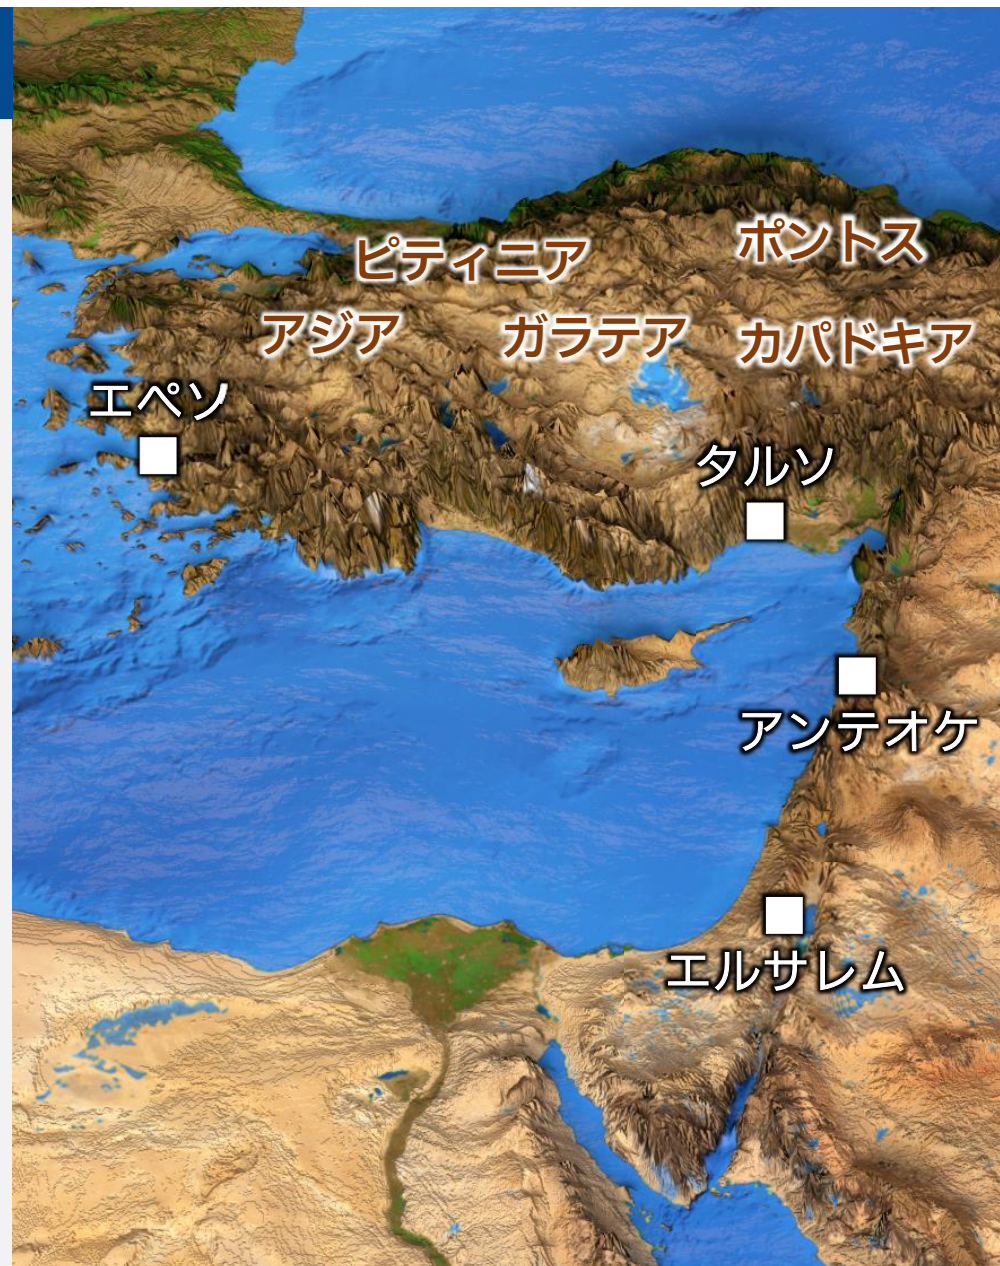 ポントス
ピティニア
アジア
ガラテア
カパドキア
エペソ
タルソ
アンテオケ
エルサレム